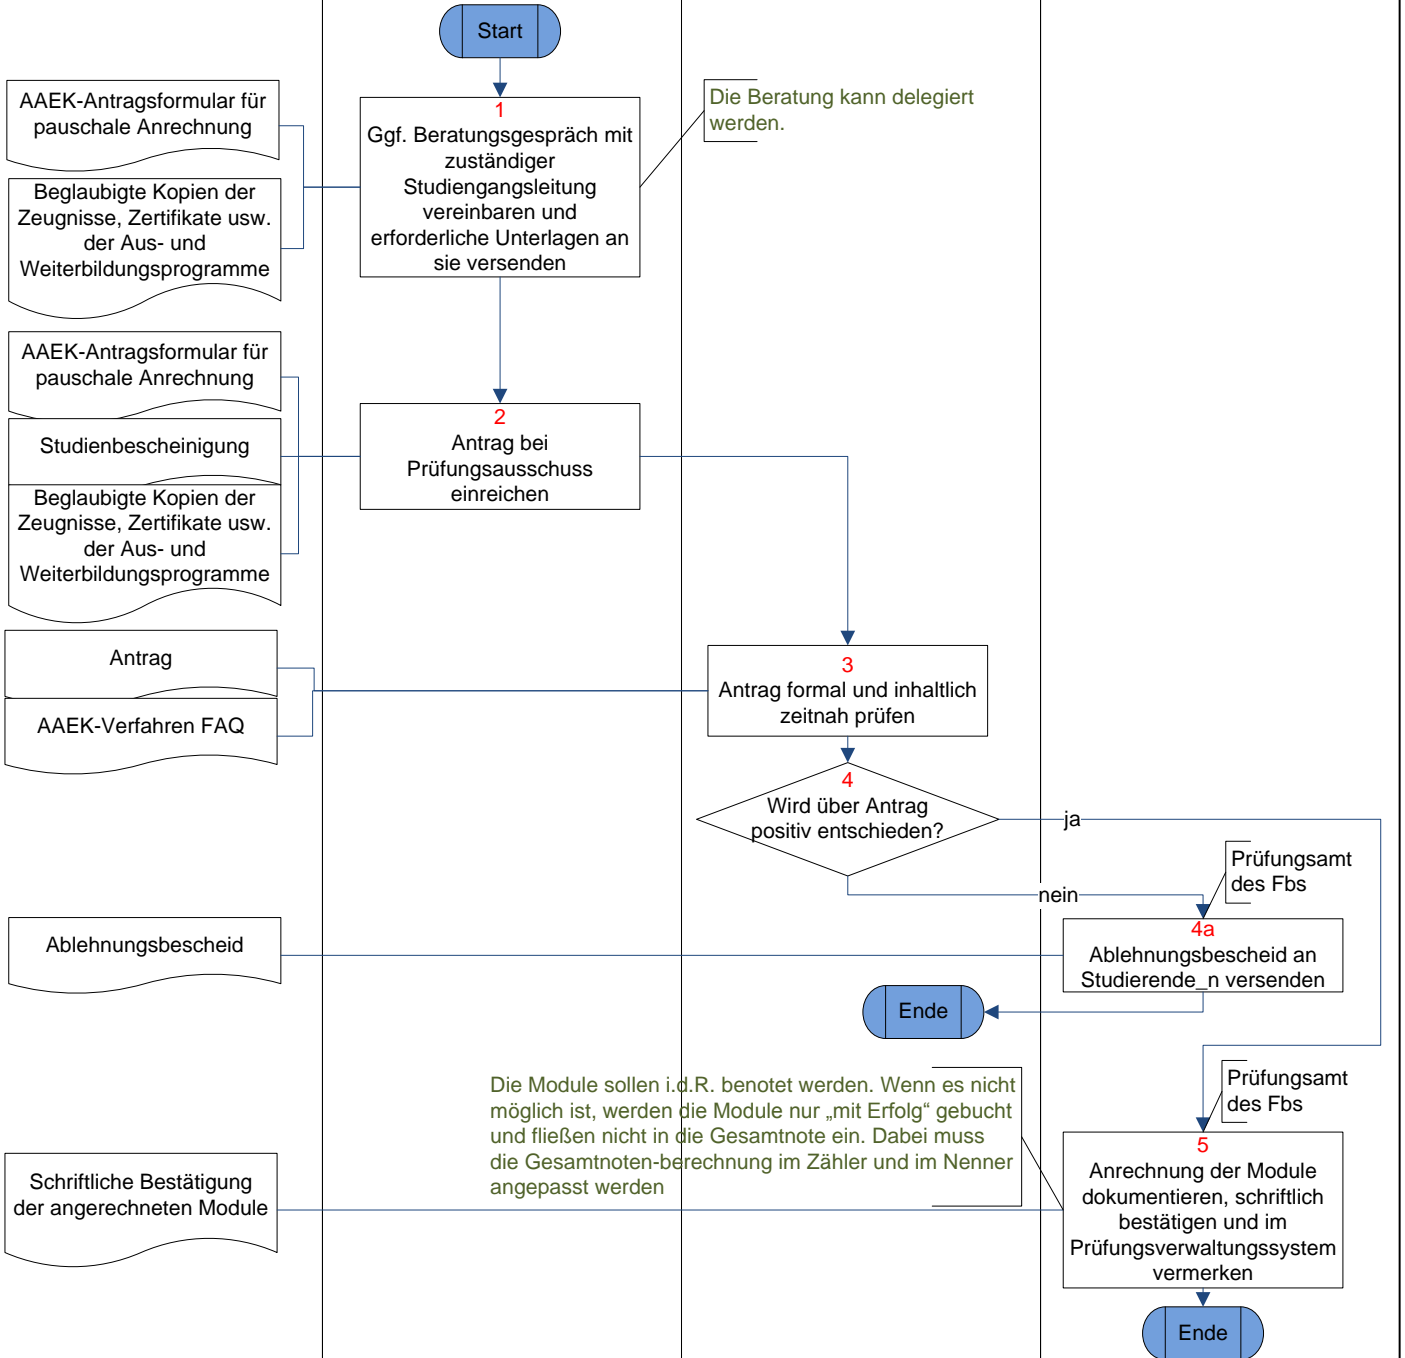 Start
AAEK-Antragsformular für
pauschale Anrechnung
1
Ggf. Beratungsgespräch mit
zuständiger
Studiengangsleitung
vereinbaren und
erforderliche Unterlagen an
sie versenden
Die Beratung kann delegiert
werden.
Beglaubigte Kopien der
Zeugnisse, Zertifikate usw.
der Aus- und
Weiterbildungsprogramme
AAEK-Antragsformular für
pauschale Anrechnung
Studienbescheinigung
Beglaubigte Kopien der
Zeugnisse, Zertifikate usw.
der Aus- und
Weiterbildungsprogramme
2
Antrag bei
Prüfungsausschuss
einreichen
Antrag
AAEK-Verfahren FAQ
3
Antrag formal und inhaltlich
zeitnah prüfen
4
Wird über Antrag
positiv entschieden?
ja
nein
Prüfungsamt
des Fbs
Ablehnungsbescheid
4a
Ablehnungsbescheid an
Studierende_n versenden
Ende
Die Module sollen i.d.R. benotet werden. Wenn es nicht
möglich ist, werden die Module nur „mit Erfolg“ gebucht
und fließen nicht in die Gesamtnote ein. Dabei muss
die Gesamtnoten-berechnung im Zähler und im Nenner
angepasst werden
Prüfungsamt
des Fbs
Schriftliche Bestätigung
der angerechneten Module
5
Anrechnung der Module
dokumentieren, schriftlich
bestätigen und im
Prüfungsverwaltungssystem
vermerken
Ende